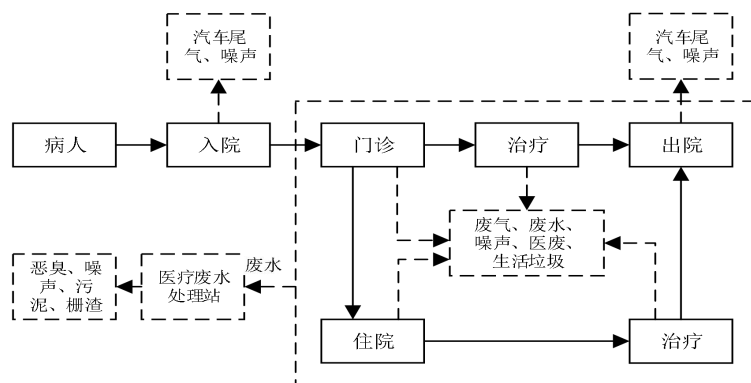 汽车尾
气、噪声
汽车尾
气、噪声
病人
入院
门诊
治疗
出院
废气、废水、
噪声、医废、
生活垃圾
恶臭、噪
声、污
泥、栅渣
医疗废水
处理站
废水
住院
治疗